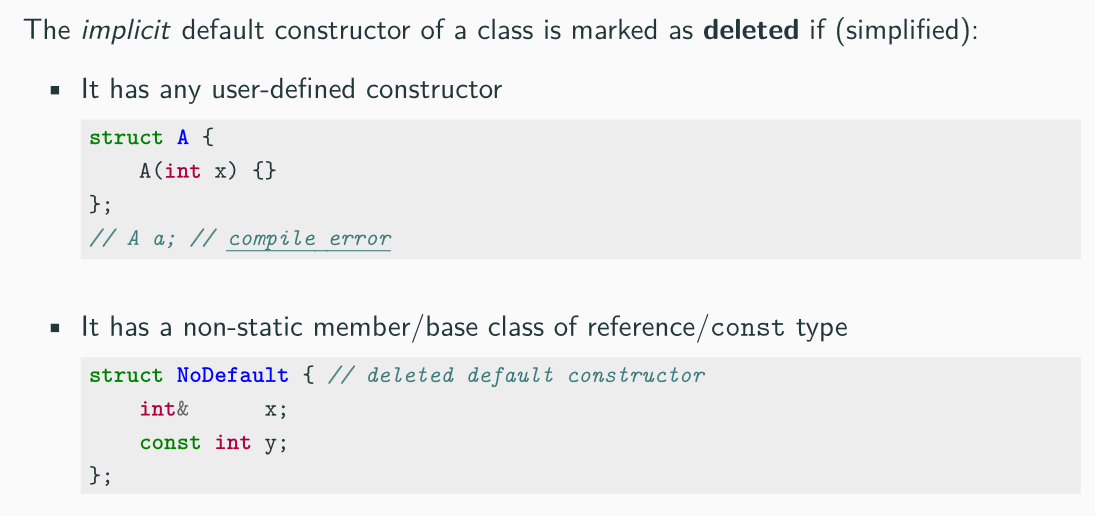 The implicit default constructor of a class is marked as deleted if (simplified):
▪ It has any user-defined constructor
struct A {
    A(int x) {}
};
// A a; // compile error
▪ It has a non-static member/base class of reference/const type
struct NoDefault { // deleted default constructor
    int&      x;
    const int y;
};